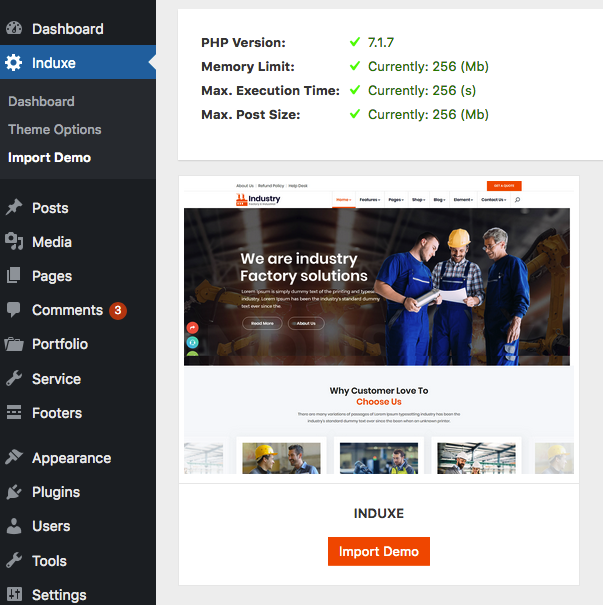 Dashboard
Induxe
Dashboard
Theme Options
Import Demo
Posts
Media
Pages
Comments 3
Portfolio
Service
Footers
Appearance
Plugins
Users
Tools
Settings
PHP Version: 7.1.7
Memory Limit: Currently: 256 (Mb)
Max. Execution Time: Currently: 256 (s)
Max. Post Size: Currently: 256 (Mb)
About Us Refund Policy Help Desk GET A QUOTE
Industry
Home Features Pages Shop Blog Element Contact Us
We are industry
Factory solutions
Lorem Ipsum is simply dummy text of the printing and typese
industry. Lorem Ipsum has been the industry's standard dummy
text ever since the.
Read More About Us
Why Customer Love To
Choose Us
There are many variations of passages of Lorem Ipsum typesetting industry has been the
industry's standard dummy text ever since the been when an unknown printer.
INDUXE
Import Demo